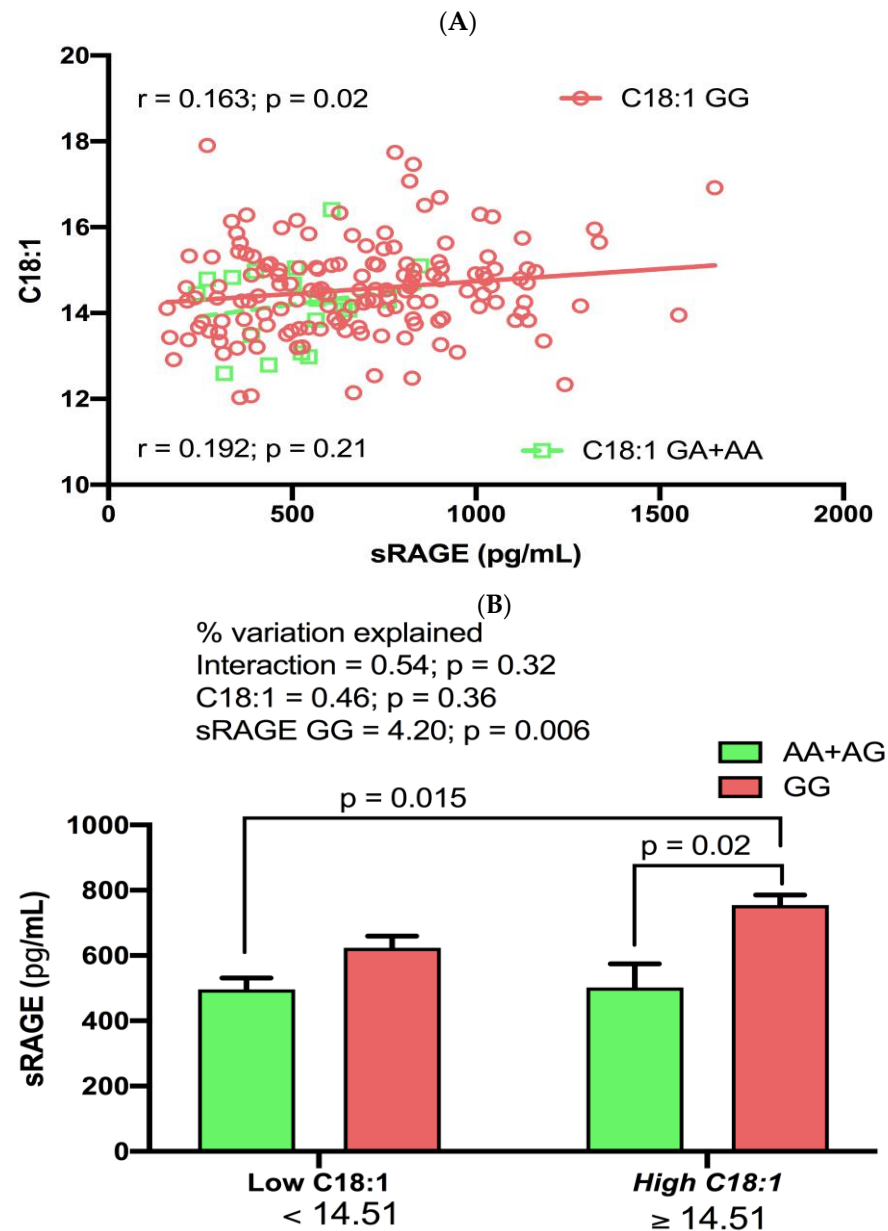 (A)
20
18
16
14
12
10
C18:1
r = 0.163; p = 0.02
C18:1 GG
r = 0.192; p = 0.21
C18:1 GA+AA
0
500
1000
1500
2000
sRAGE (pg/mL)
(B)
% variation explained
Interaction = 0.54; p = 0.32
C18:1 = 0.46; p = 0.36
sRAGE GG = 4.20; p = 0.006
AA+AG
GG
p = 0.015
p = 0.02
1000
800
600
400
200
0
sRAGE (pg/mL)
Low C18:1
< 14.51
High C18:1
≥ 14.51